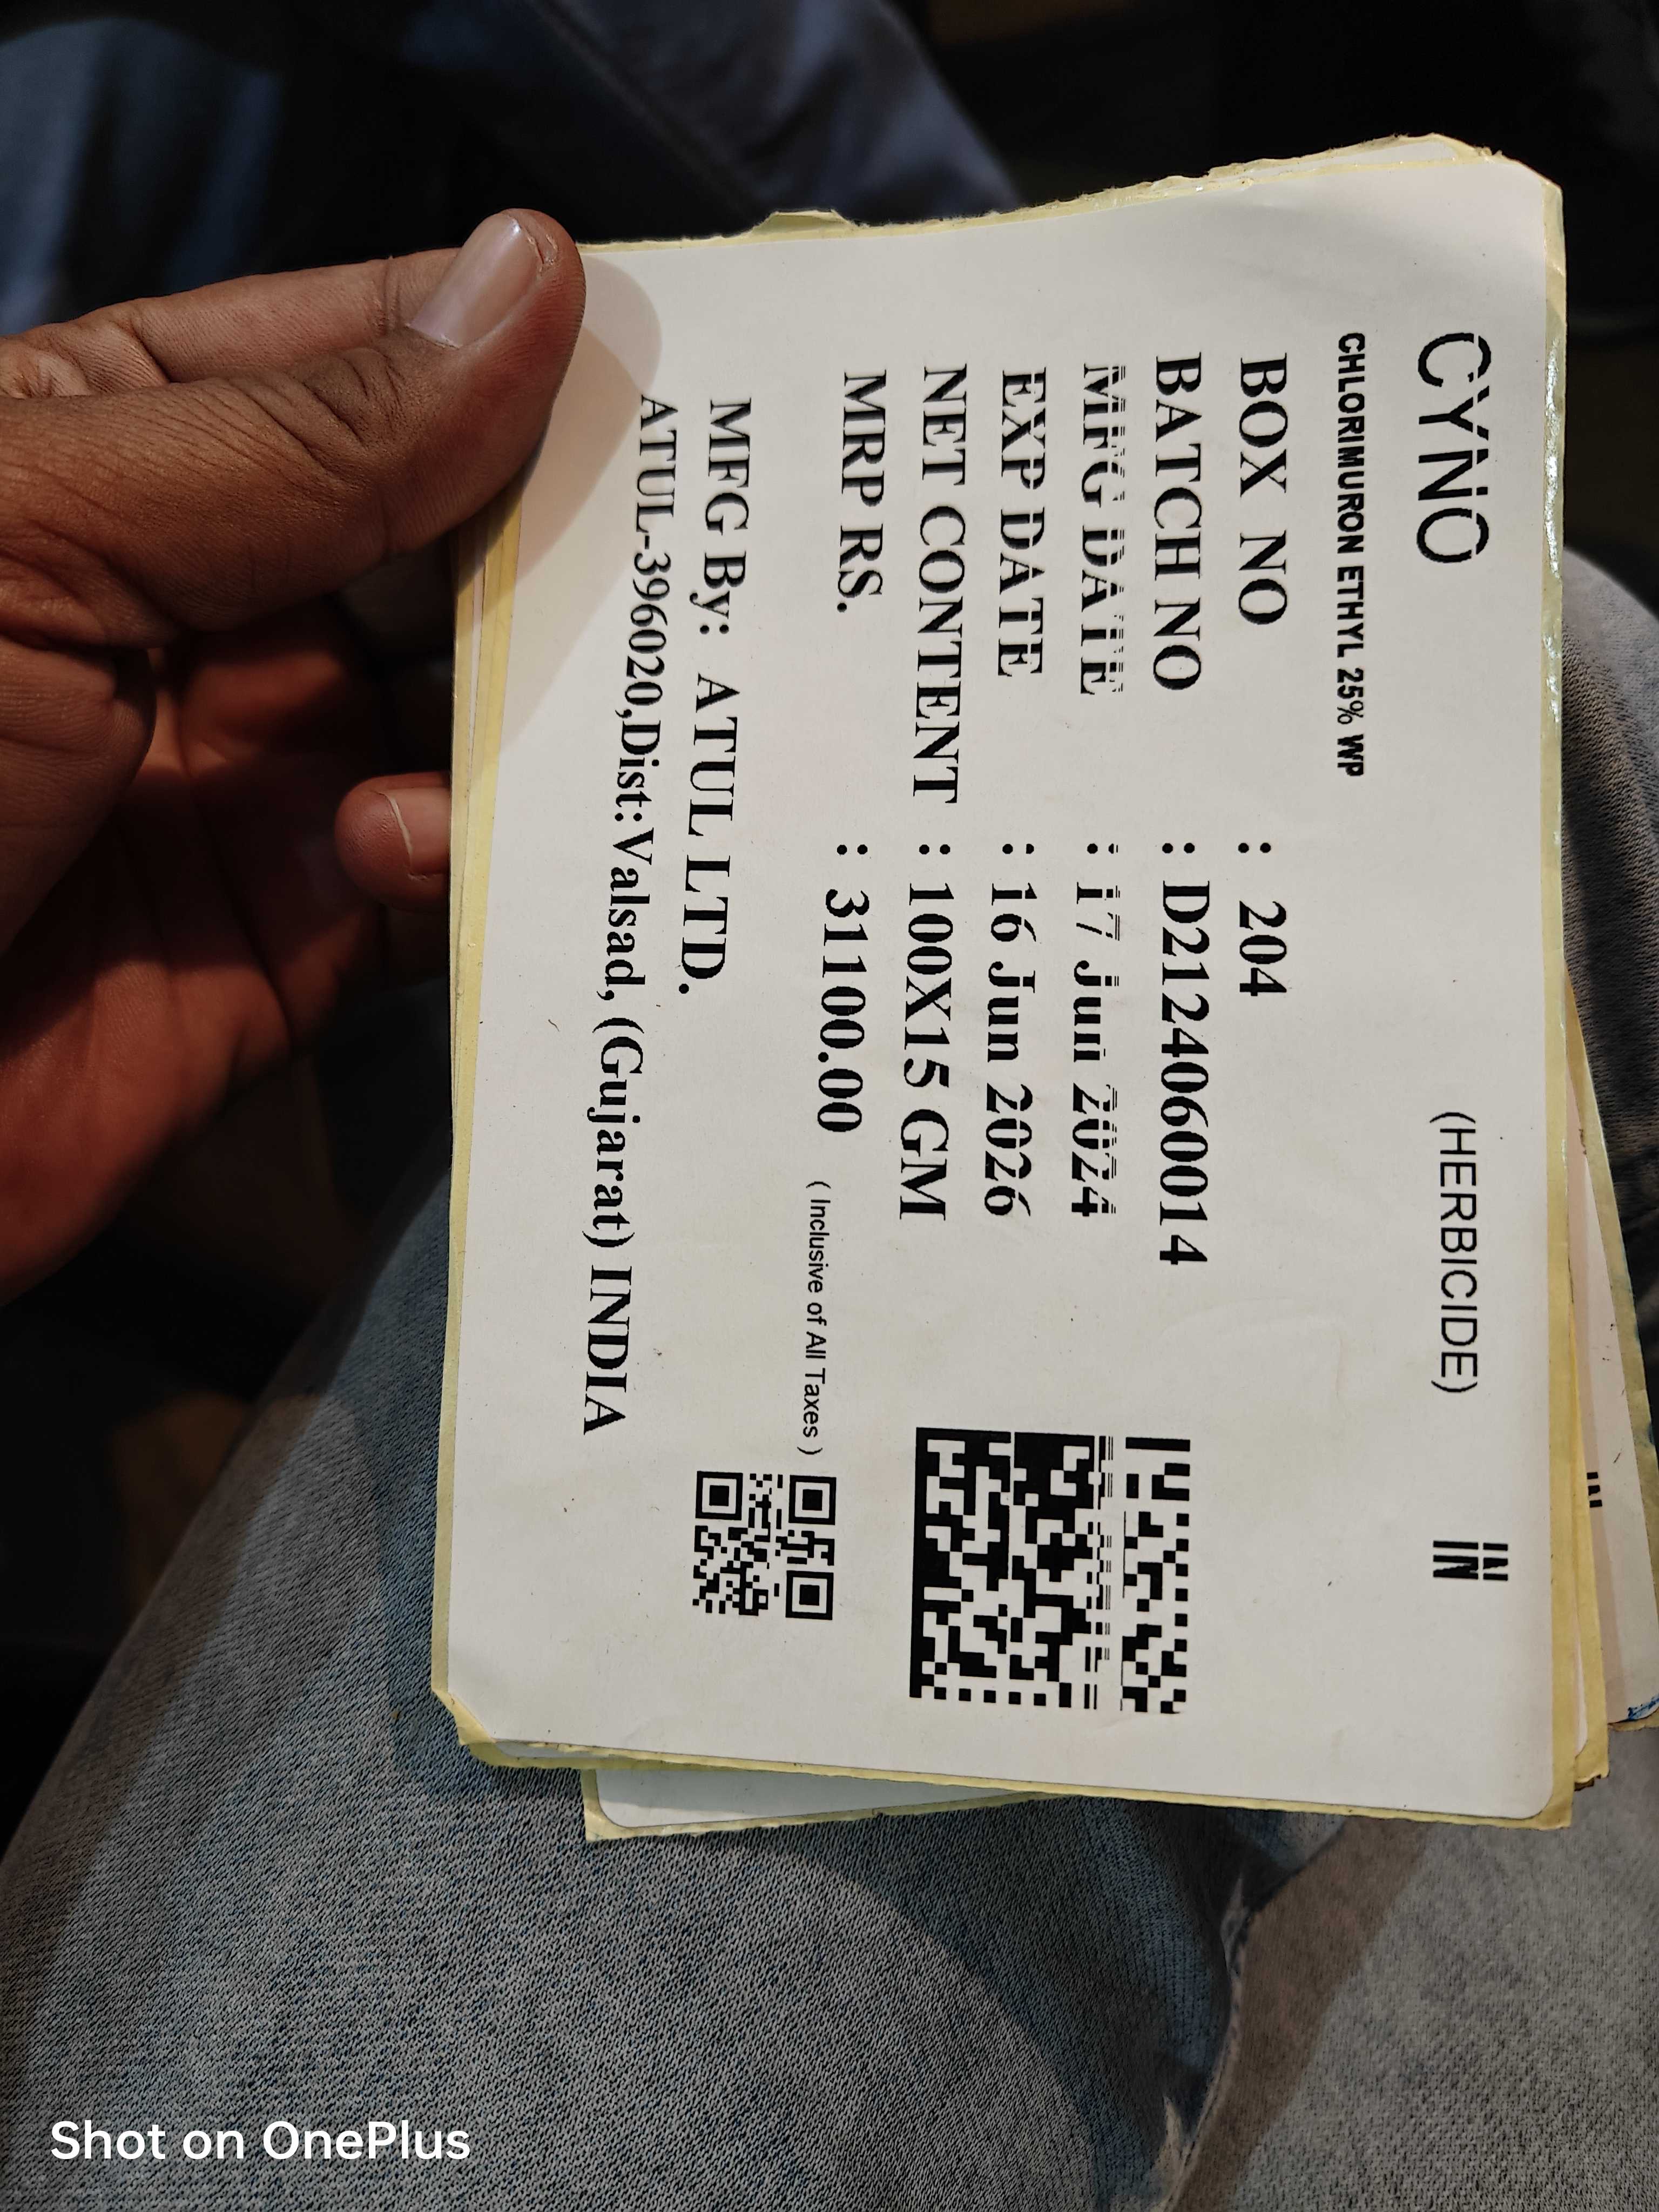 CYNO (HERBICIDE) IN
CHLORIMURON ETHYL 25% WP
BOX NO : 204
BATCH NO : D2124060014
MFG DATE : 17 Jun 2024
EXP DATE : 16 Jun 2026
NET CONTENT : 100X15 GM
MRP RS. : 31100.00 ( Inclusive of All Taxes )
MFG By: ATUL LTD.
ATUL-396020,Dist:Valsad, (Gujarat) INDIA
IN
Shot on OnePlus